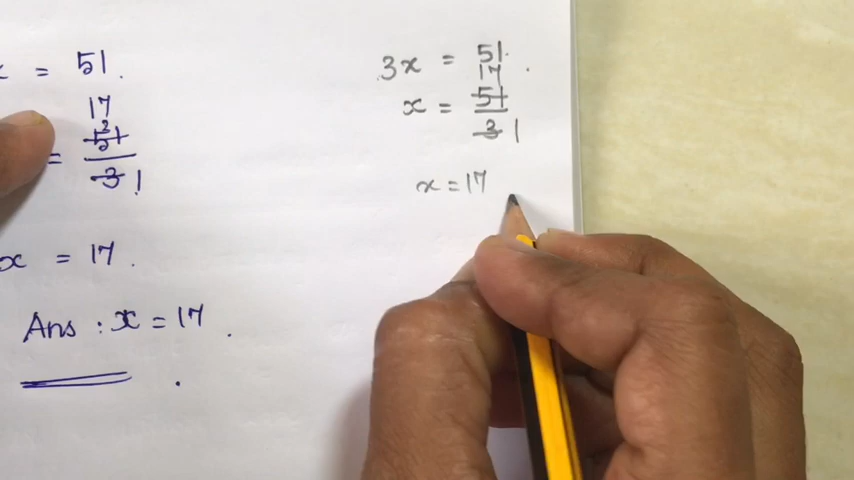 x = 51.
17
2
= 51
3 1
x = 17.
Ans : x = 17.
3x = 51.
17
x = 51
3 1
x = 17